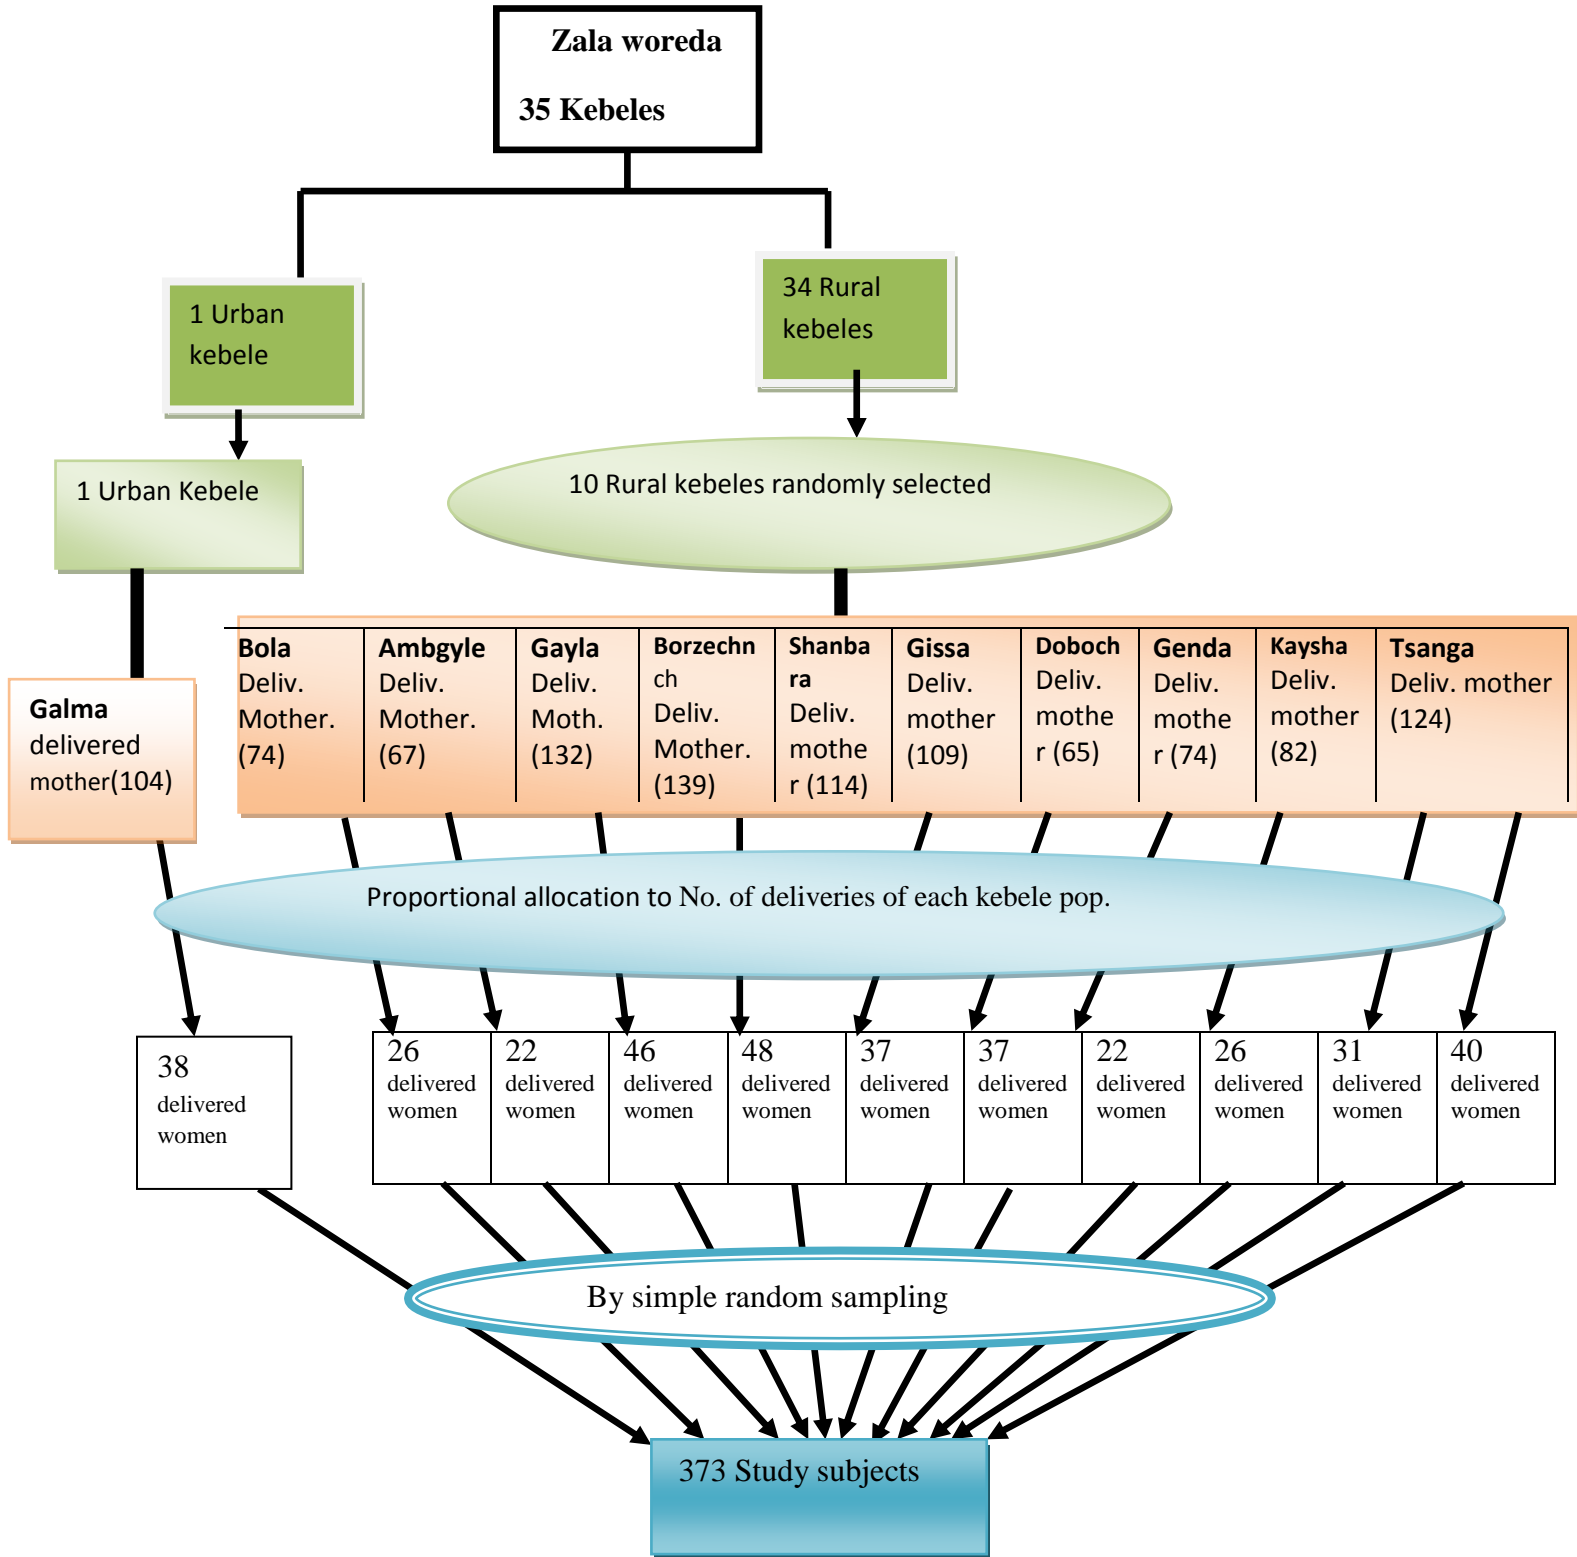 Zala woreda
35 Kebeles
1 Urban
kebele
34 Rural
kebeles
1 Urban Kebele
10 Rural kebeles randomly selected
Galma
delivered
mother(104)
Bola
Deliv.
Mother.
(74)
Ambgyle
Deliv.
Mother.
(67)
Gayla
Deliv.
Moth.
(132)
Borzechn
ch
Deliv.
Mother.
(139)
Shanba
ra
Deliv.
mothe
r (114)
Gissa
Deliv.
mother
(109)
Doboch
Deliv.
mothe
r (65)
Genda
Deliv.
mothe
r (74)
Kaysha
Deliv.
mother
(82)
Tsanga
Deliv. mother
(124)
Proportional allocation to No. of deliveries of each kebele pop.
38
delivered
women
26
delivered
women
22
delivered
women
46
delivered
women
48
delivered
women
37
delivered
women
37
delivered
women
22
delivered
women
26
delivered
women
31
delivered
women
40
delivered
women
By simple random sampling
373 Study subjects